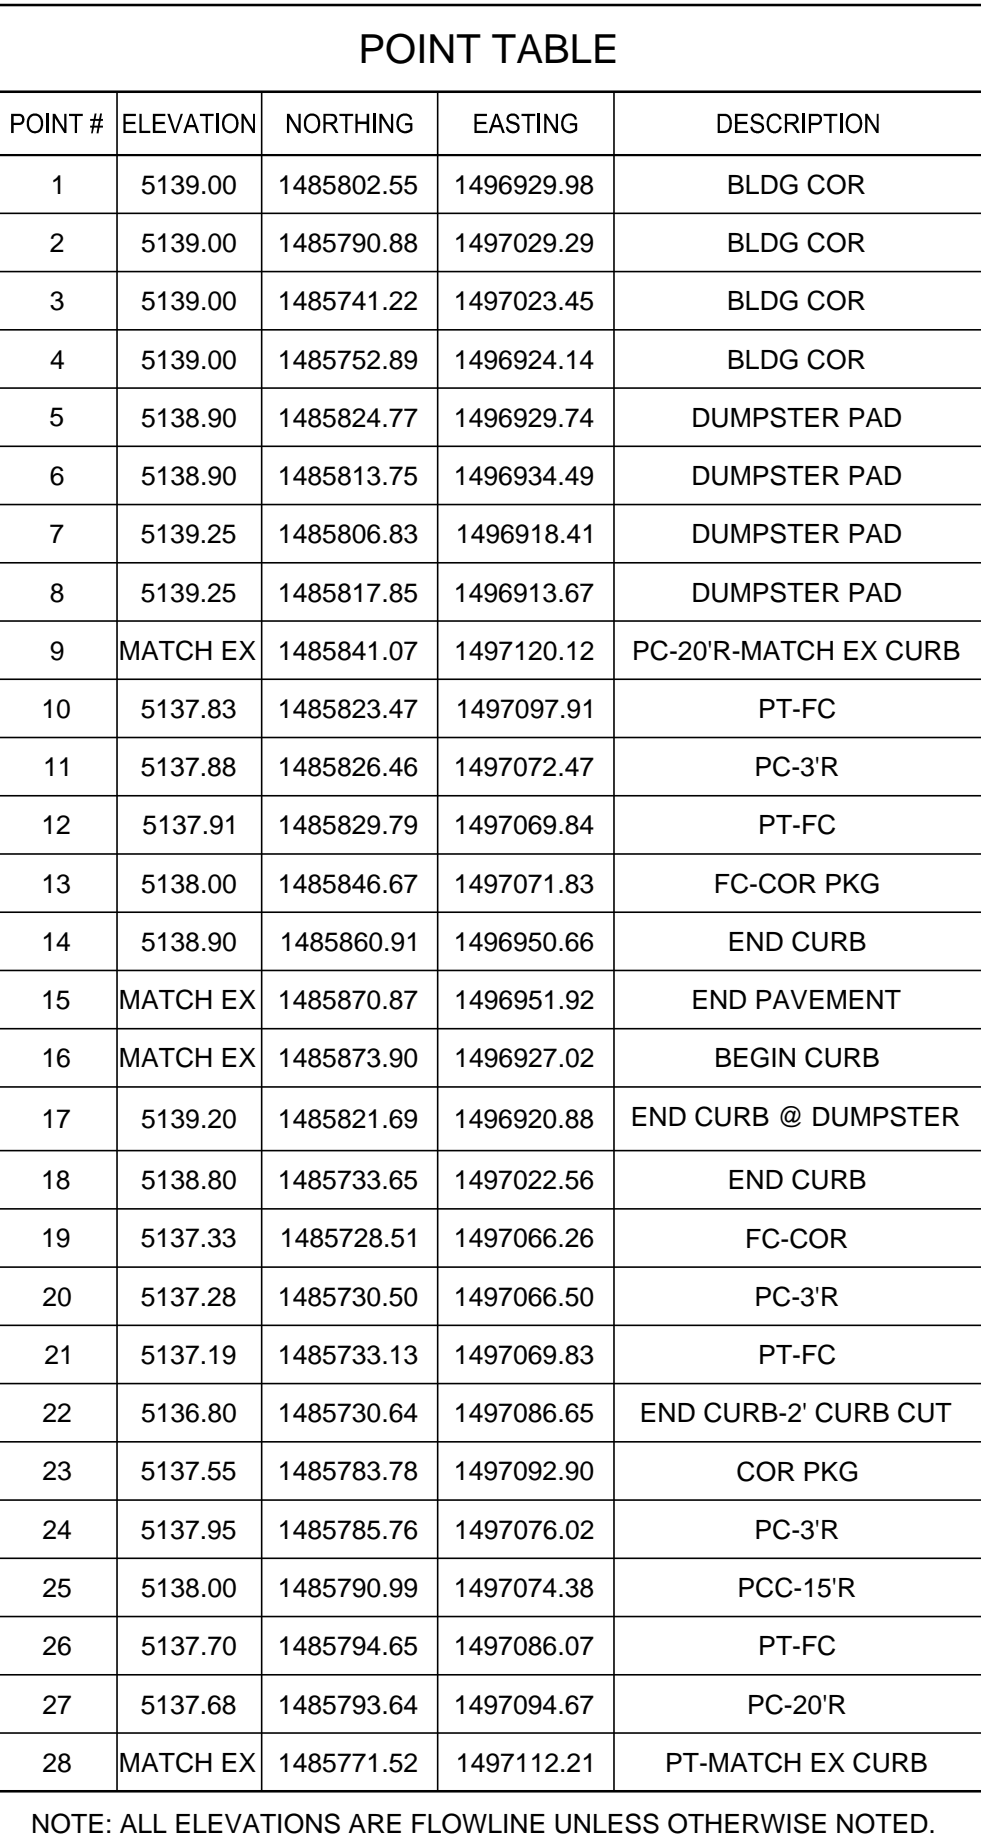 POINT TABLE
POINT # ELEVATION NORTHING EASTING DESCRIPTION
1 5139.00 1485802.55 1496929.98 BLDG COR
2 5139.00 1485790.88 1497029.29 BLDG COR
3 5139.00 1485741.22 1497023.45 BLDG COR
4 5139.00 1485752.89 1496924.14 BLDG COR
5 5138.90 1485824.77 1496929.74 DUMPSTER PAD
6 5138.90 1485813.75 1496934.49 DUMPSTER PAD
7 5139.25 1485806.83 1496918.41 DUMPSTER PAD
8 5139.25 1485817.85 1496913.67 DUMPSTER PAD
9 MATCH EX 1485841.07 1497120.12 PC-20'R-MATCH EX CURB
10 5137.83 1485823.47 1497097.91 PT-FC
11 5137.88 1485826.46 1497072.47 PC-3'R
12 5137.91 1485829.79 1497069.84 PT-FC
13 5138.00 1485846.67 1497071.83 FC-COR PKG
14 5138.90 1485860.91 1496950.66 END CURB
15 MATCH EX 1485870.87 1496951.92 END PAVEMENT
16 MATCH EX 1485873.90 1496927.02 BEGIN CURB
17 5139.20 1485821.69 1496920.88 END CURB @ DUMPSTER
18 5138.80 1485733.65 1497022.56 END CURB
19 5137.33 1485728.51 1497066.26 FC-COR
20 5137.28 1485730.50 1497066.50 PC-3'R
21 5137.19 1485733.13 1497069.83 PT-FC
22 5136.80 1485730.64 1497086.65 END CURB-2' CURB CUT
23 5137.55 1485783.78 1497092.90 COR PKG
24 5137.95 1485785.76 1497076.02 PC-3'R
25 5138.00 1485790.99 1497074.38 PCC-15'R
26 5137.70 1485794.65 1497086.07 PT-FC
27 5137.68 1485793.64 1497094.67 PC-20'R
28 MATCH EX 1485771.52 1497112.21 PT-MATCH EX CURB
NOTE: ALL ELEVATIONS ARE FLOWLINE UNLESS OTHERWISE NOTED.